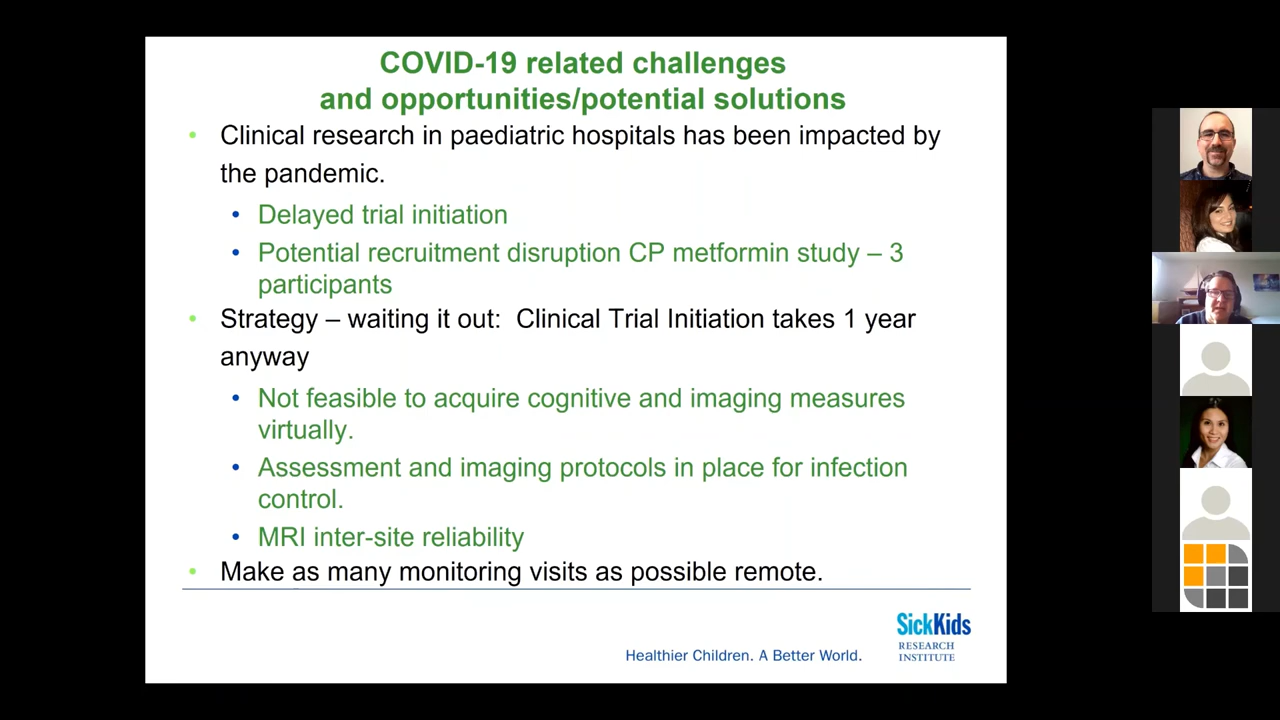 COVID-19 related challenges
and opportunities/potential solutions
• Clinical research in paediatric hospitals has been impacted by
the pandemic.
• Delayed trial initiation
• Potential recruitment disruption CP metformin study – 3
participants
• Strategy – waiting it out: Clinical Trial Initiation takes 1 year
anyway
• Not feasible to acquire cognitive and imaging measures
virtually.
• Assessment and imaging protocols in place for infection
control.
• MRI inter-site reliability
• Make as many monitoring visits as possible remote.
SickKids
RESEARCH
INSTITUTE
Healthier Children. A Better World.